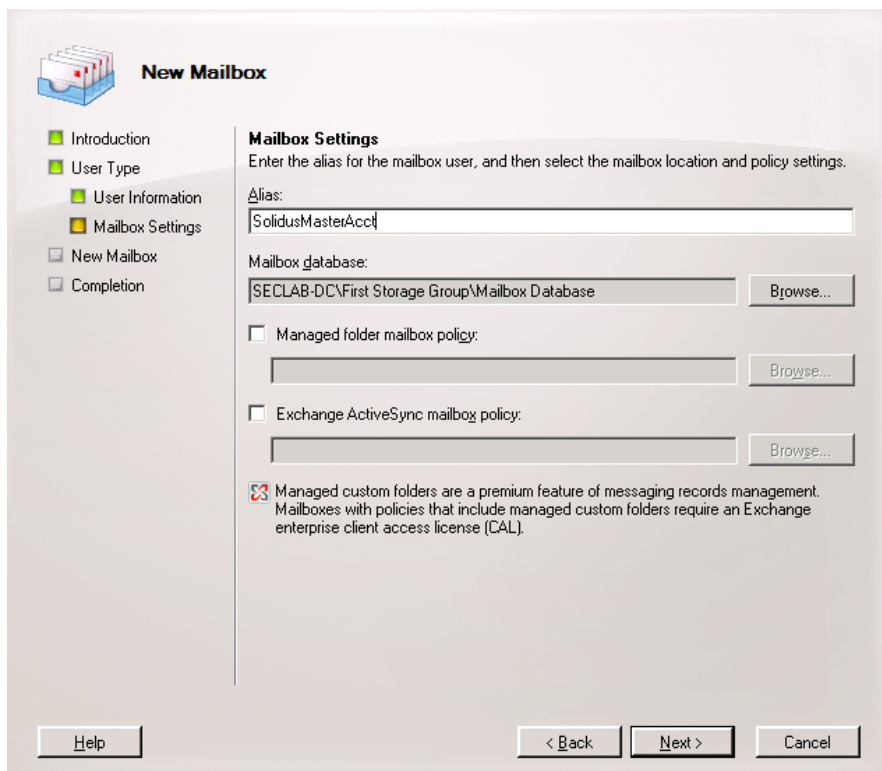 New Mailbox
Introduction
User Type
User Information
Mailbox Settings
New Mailbox
Completion
Mailbox Settings
Enter the alias for the mailbox user, and then select the mailbox location and policy settings.
Alias:
SolidusMasterAcct
Mailbox database:
SECLAB-DC\First Storage Group\Mailbox Database
Browse...
Managed folder mailbox policy:
Browse...
Exchange ActiveSync mailbox policy:
Browse...
Managed custom folders are a premium feature of messaging records management.
Mailboxes with policies that include managed custom folders require an Exchange
enterprise client access license (CAL).
Help
< Back
Next >
Cancel